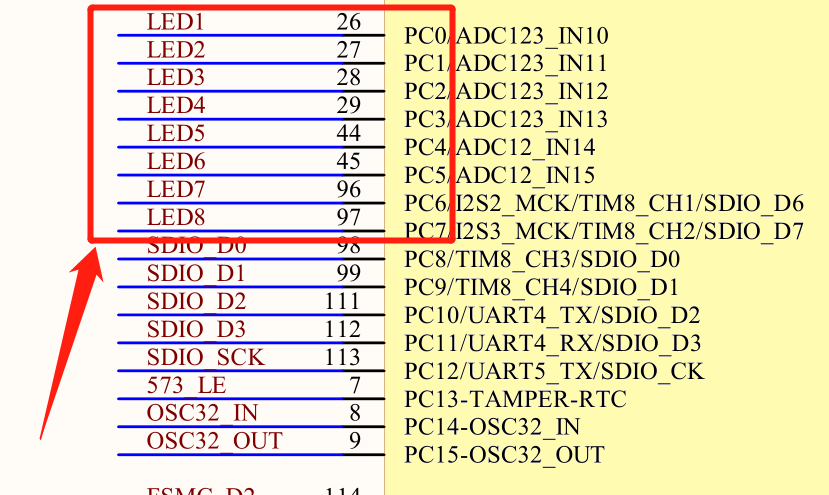 LED1 26 PC0/ADC123_IN10
LED2 27 PC1/ADC123_IN11
LED3 28 PC2/ADC123_IN12
LED4 29 PC3/ADC123_IN13
LED5 44 PC4/ADC12_IN14
LED6 45 PC5/ADC12_IN15
LED7 96 PC6/I2S2_MCK/TIM8_CH1/SDIO_D6
LED8 97 PC7/I2S3_MCK/TIM8_CH2/SDIO_D7
SDIO_D0 98 PC8/TIM8_CH3/SDIO_D0
SDIO_D1 99 PC9/TIM8_CH4/SDIO_D1
SDIO_D2 111 PC10/UART4_TX/SDIO_D2
SDIO_D3 112 PC11/UART4_RX/SDIO_D3
SDIO_SCK 113 PC12/UART5_TX/SDIO_CK
573_LE 7 PC13-TAMPER-RTC
OSC32_IN 8 PC14-OSC32_IN
OSC32_OUT 9 PC15-OSC32_OUT
FSMC_D2 114